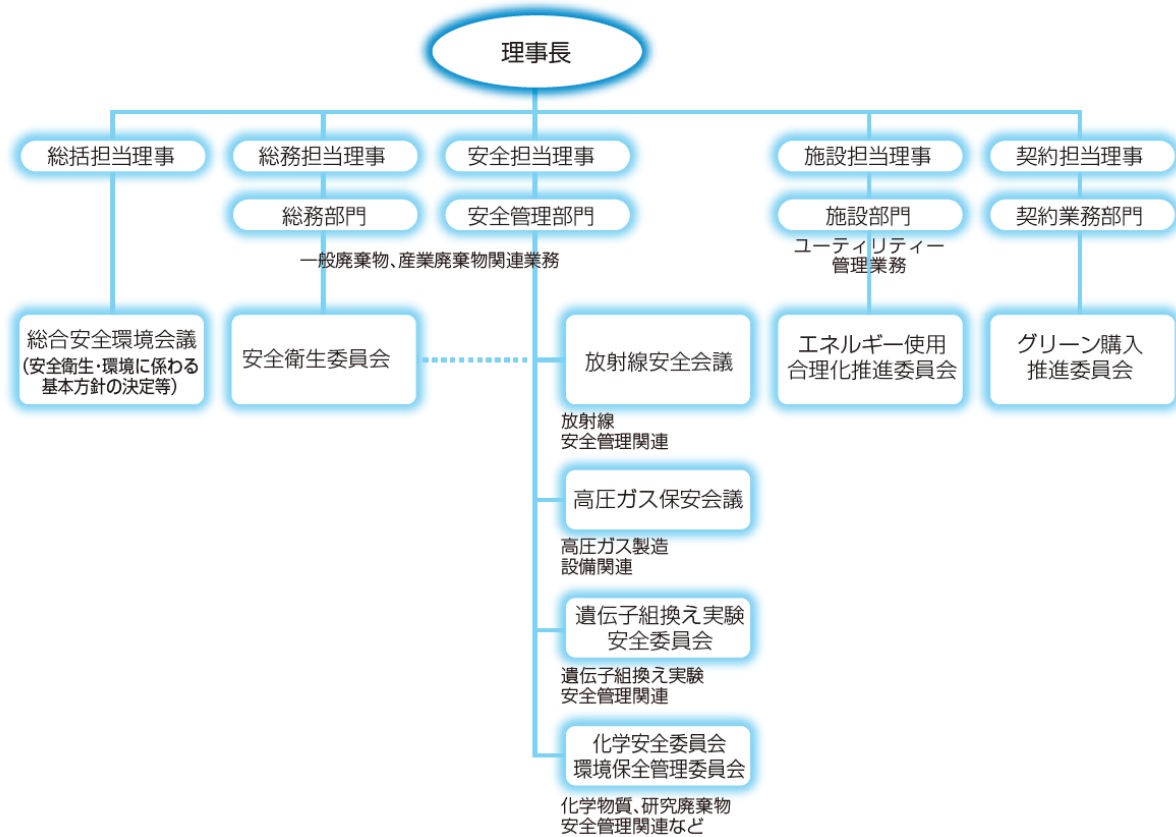 理事長
総括担当理事
総務担当理事
安全担当理事
施設担当理事
契約担当理事
総務部門
安全管理部門
施設部門
契約業務部門
一般廃棄物、産業廃棄物関連業務
ユーティリティー
管理業務
総合安全環境会議
(安全衛生・環境に係わる
基本方針の決定等)
安全衛生委員会
放射線安全会議
エネルギー使用
合理化推進委員会
グリーン購入
推進委員会
放射線
安全管理関連
高圧ガス保安会議
高圧ガス製造
設備関連
遺伝子組換え実験
安全委員会
遺伝子組換え実験
安全管理関連
化学安全委員会
環境保全管理委員会
化学物質、研究廃棄物
安全管理関連など